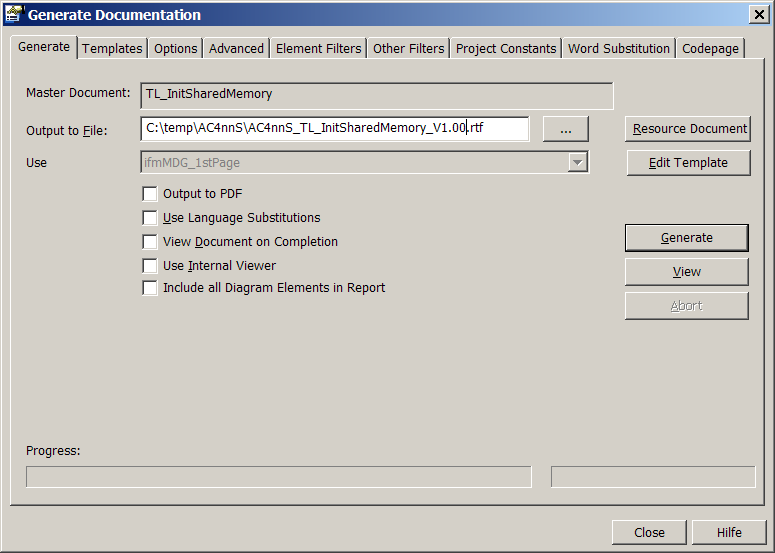 Generate Documentation
Generate Templates Options Advanced Element Filters Other Filters Project Constants Word Substitution Codepage
Master Document: TL_InitSharedMemory
Output to File: C:\temp\AC4nnS\AC4nnS_TL_InitSharedMemory_V1.00.rtf ... Resource Document
Use ifmMDG_1stPage Edit Template
Output to PDF
Use Language Substitutions
Generate
View Document on Completion
Use Internal Viewer
View
Include all Diagram Elements in Report
Abort
Progress:
Close Hilfe